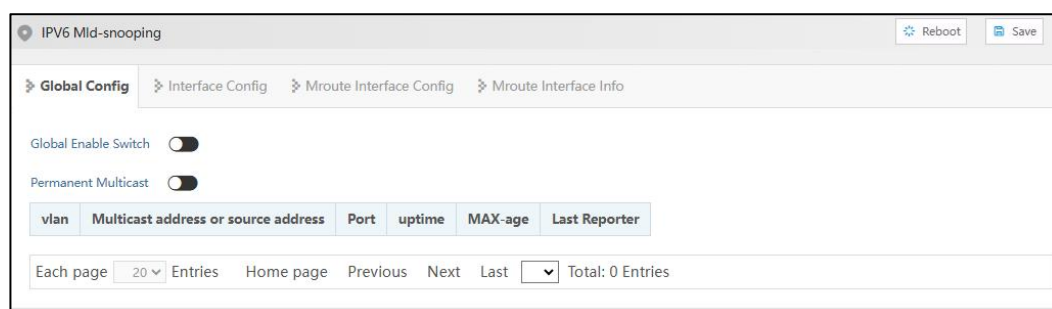 IPV6 Mld-snooping Reboot Save
Global Config Interface Config Mroute Interface Config Mroute Interface Info
Global Enable Switch
Permanent Multicast
vlan Multicast address or source address Port uptime MAX-age Last Reporter
Each page 20 Entries Home page Previous Next Last Total: 0 Entries